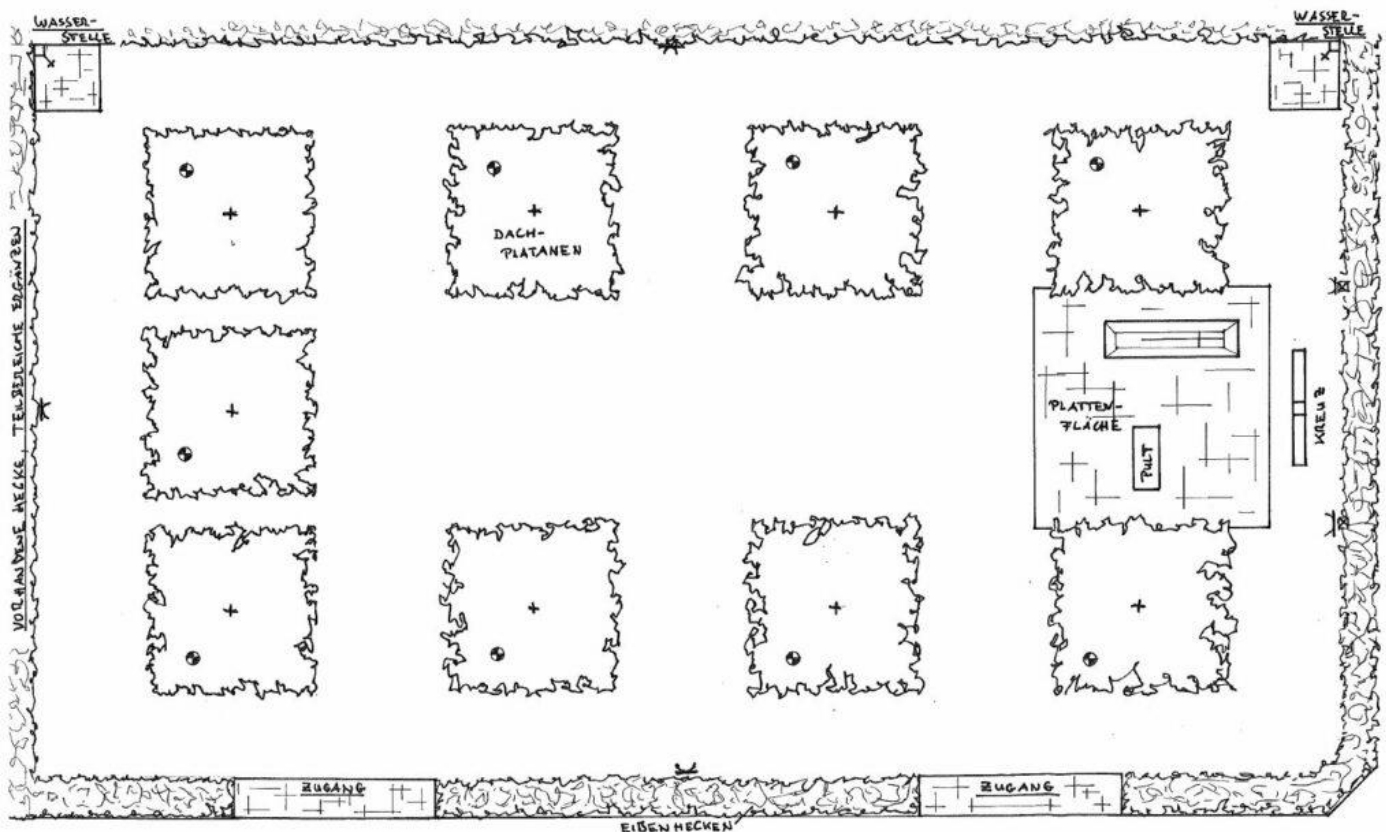 WASSER-
STELLE
WASSER-
STELLE
VORHANDENE HECKE, TEILBEREICHE ERGÄNZEN
DACH-
PLATANEN
PLATTEN-
FLÄCHE
PULT
KREUZ
ZUGANG
ZUGANG
EIBENHECKEN